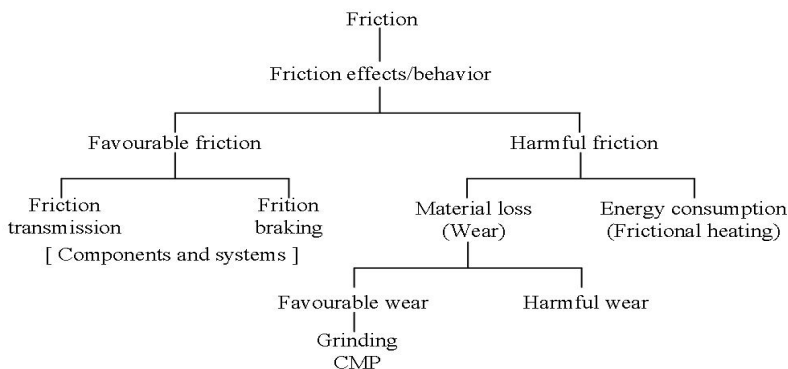 Friction
Friction effects/behavior
Favourable friction
Harmful friction
Friction
transmission
Frition
braking
[ Components and systems ]
Material loss
(Wear)
Energy consumption
(Frictional heating)
Favourable wear
Harmful wear
Grinding
CMP